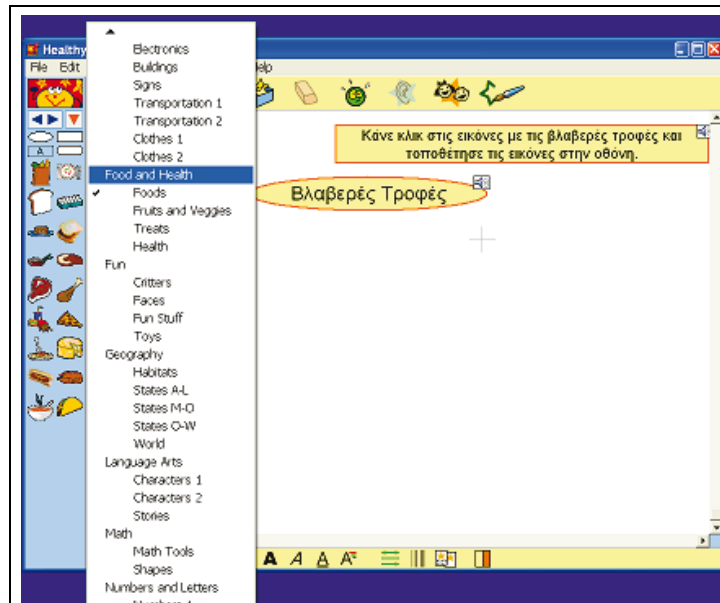 Healthy
File Edit
elp
Electronics
Buildings
Signs
Transportation 1
Transportation 2
Clothes 1
Clothes 2
Food and Health
Foods
Fruits and Veggies
Treats
Health
Fun
Critters
Faces
Fun Stuff
Toys
Geography
Habitats
States A-L
States M-O
States O-W
World
Language Arts
Characters 1
Characters 2
Stories
Math
Math Tools
Shapes
Numbers and Letters
Κάνε κλικ στις εικόνες με τις βλαβερές τροφές και
τοποθέτησε τις εικόνες στην οθόνη.
Βλαβερές Τροφές
A
A A A A